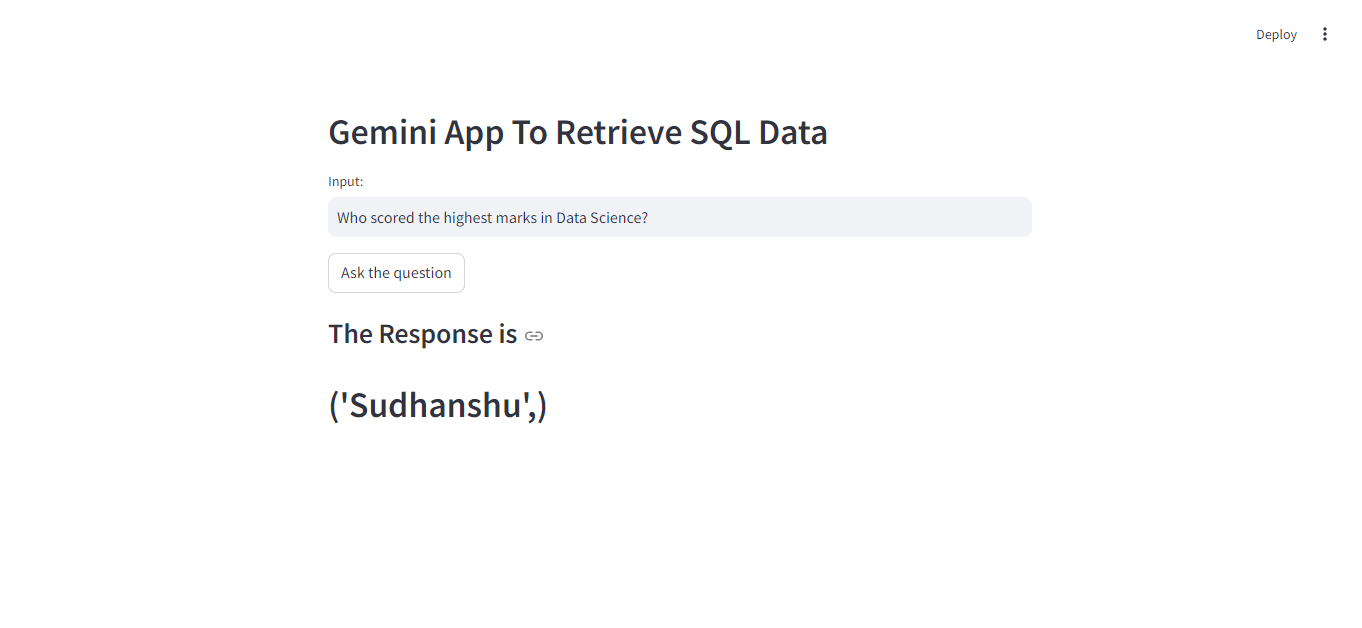 Deploy
Gemini App To Retrieve SQL Data
Input:
Who scored the highest marks in Data Science?
Ask the question
The Response is
('Sudhanshu',)